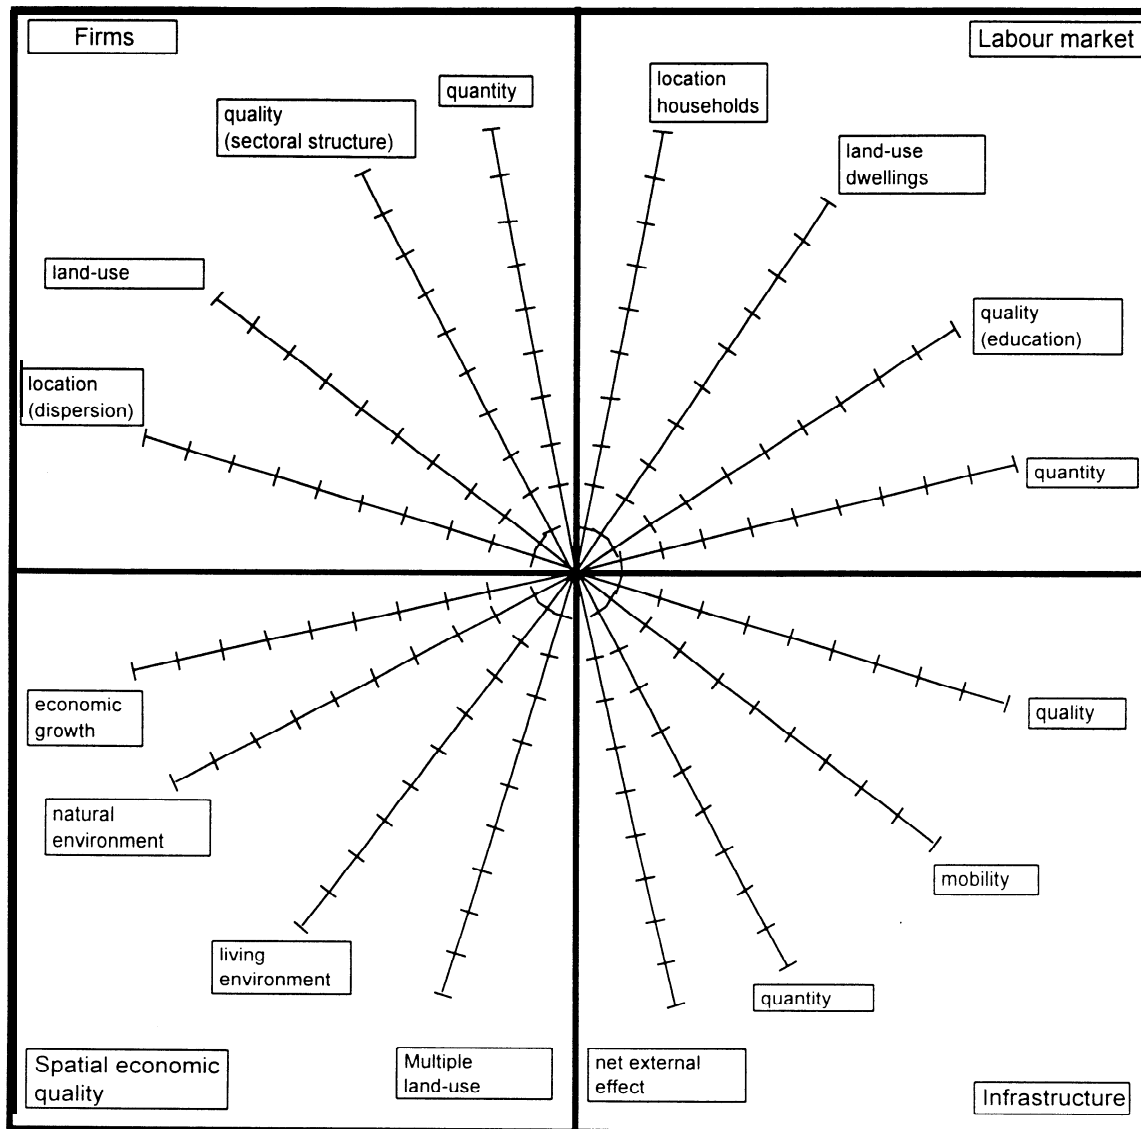 Firms
Labour market
quantity
quality
(sectoral structure)
location
households
land-use
dwellings
land-use
quality
(education)
location
(dispersion)
quantity
economic
growth
quality
natural
environment
mobility
living
environment
quantity
Spatial economic
quality
Multiple
land-use
net external
effect
Infrastructure